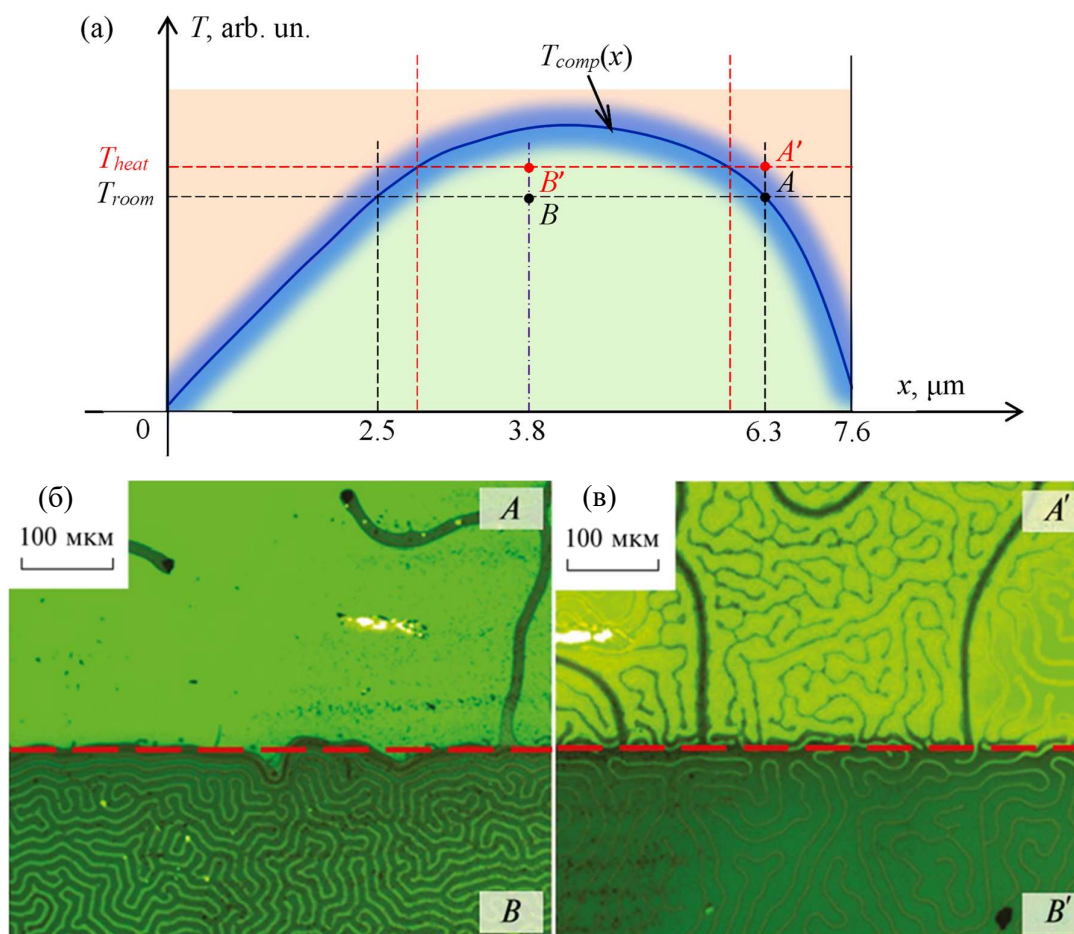 (а)
T, arb. un.
T_comp(x)
T_heat
A′
T_room
B′
A
B
x, μm
0
2.5
3.8
6.3
7.6
(б)
A
100 мкм
B
(в)
A′
100 мкм
B′